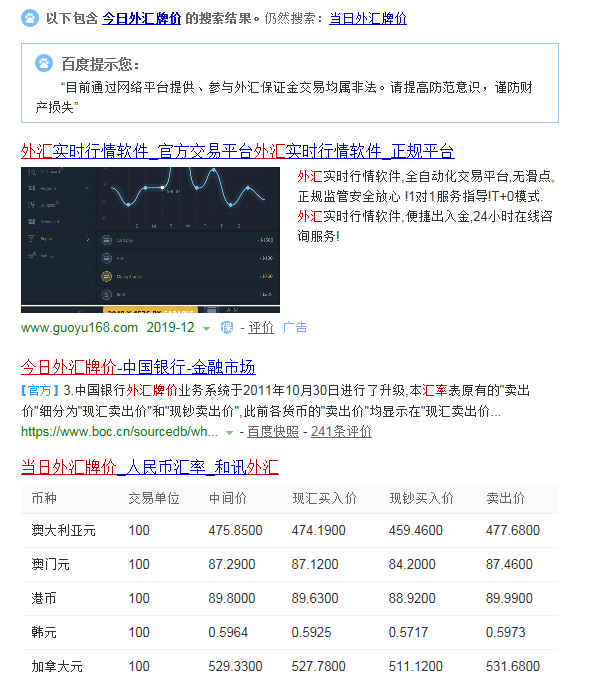 以下包含 今日外汇牌价 的搜索结果。仍然搜索：当日外汇牌价
百度提示您：
“目前通过网络平台提供、参与外汇保证金交易均属非法。请提高防范意识，谨防财
产损失”
外汇实时行情软件_官方交易平台外汇实时行情软件_正规平台
外汇实时行情软件,全自动化交易平台,无滑点,
正规监管安全放心 !1对1服务指导!T+0模式.
外汇实时行情软件,便捷出入金,24小时在线咨
询服务!
www.guoyu168.com 2019-12 保 - 评价 广告
今日外汇牌价-中国银行-金融市场
【官方】 3.中国银行外汇牌价业务系统于2011年10月30日进行了升级,本汇率表原有的"卖出
价"细分为"现汇卖出价"和"现钞卖出价",此前各货币的"卖出价"均显示在"现汇卖出价...
https://www.boc.cn/sourcedb/wh... - 百度快照 - 241条评价
当日外汇牌价_人民币汇率_和讯外汇
币种 交易单位 中间价 现汇买入价 现钞买入价 卖出价
澳大利亚元 100 475.8500 474.1900 459.4600 477.6800
澳门元 100 87.2900 87.1200 84.2000 87.4600
港币 100 89.8000 89.6300 88.9200 89.9900
韩元 100 0.5964 0.5925 0.5717 0.5973
加拿大元 100 529.3300 527.7800 511.1200 531.6800